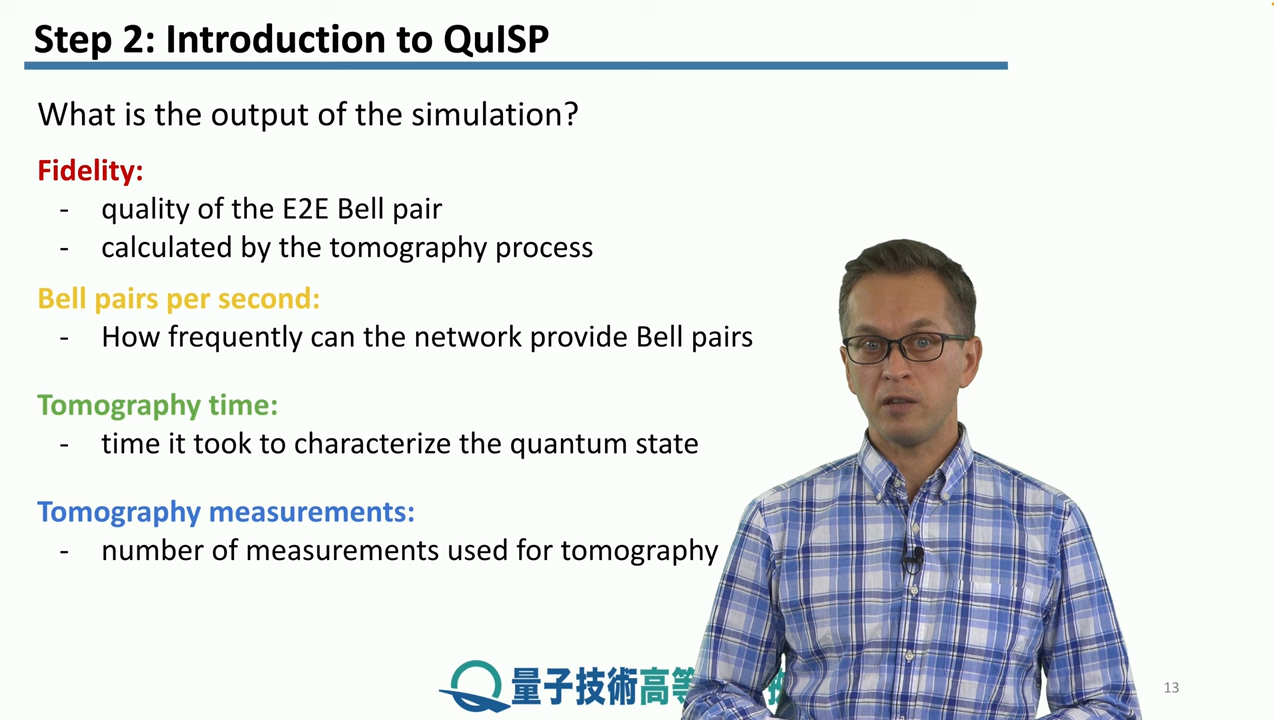 Step 2: Introduction to QuISP
What is the output of the simulation?
Fidelity:
- quality of the E2E Bell pair
- calculated by the tomography process
Bell pairs per second:
- How frequently can the network provide Bell pairs
Tomography time:
- time it took to characterize the quantum state
Tomography measurements:
- number of measurements used for tomography
量子技術高等
13